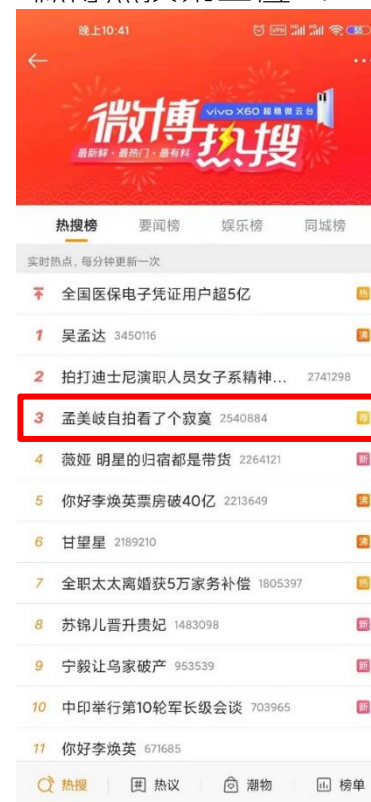 晚上10:41
55
微博热搜
vivo X60 超稳微云台
最新鲜·最热门·最有料
热搜榜 要闻榜 娱乐榜 同城榜
实时热点，每分钟更新一次
全国医保电子凭证用户超5亿 热
1 吴孟达 3450116 沸
2 拍打迪士尼演职人员女子系精神... 2741298
3 孟美岐自拍看了个寂寞 2540884 荐
4 薇娅 明星的归宿都是带货 2264121 新
5 你好李焕英票房破40亿 2213649 沸
6 甘望星 2189210 沸
7 全职太太离婚获5万家务补偿 1805397 热
8 苏锦儿晋升贵妃 1483098 新
9 宁毅让乌家破产 953539 新
10 中印举行第10轮军长级会谈 703965 新
11 你好李焕英 671685
热搜 热议 潮物 榜单